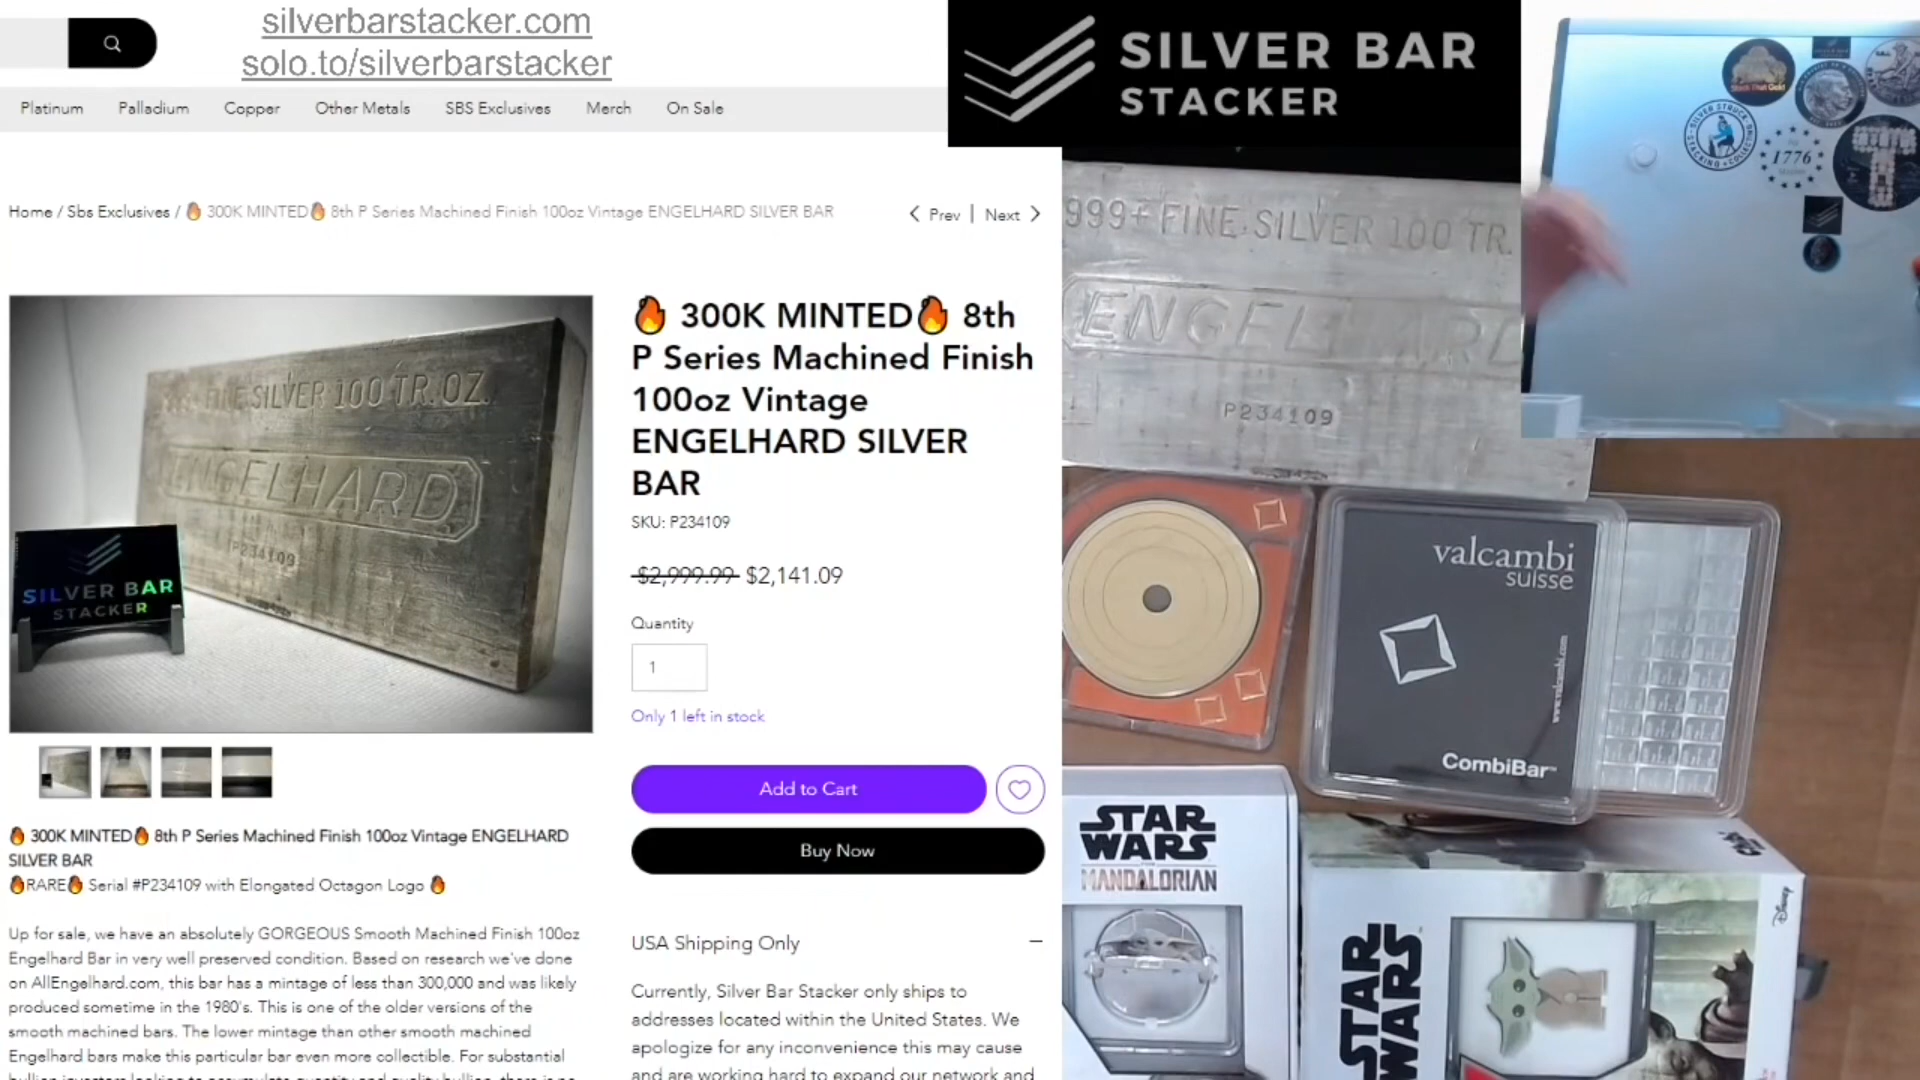 silverbarstacker.com
solo.to/silverbarstacker
Platinum Palladium Copper Other Metals SBS Exclusives Merch On Sale
Home / Sbs Exclusives / 🔥 300K MINTED🔥 8th P Series Machined Finish 100oz Vintage ENGELHARD SILVER BAR
Prev | Next
FINE SILVER 100 TR. OZ.
ENGELHARD
P234109
SILVER BAR
STACKER
🔥 300K MINTED🔥 8th
P Series Machined Finish
100oz Vintage
ENGELHARD SILVER
BAR
SKU: P234109
$2,999.99 $2,141.09
Quantity
1
Only 1 left in stock
Add to Cart
Buy Now
USA Shipping Only
Currently, Silver Bar Stacker only ships to
addresses located within the United States. We
apologize for any inconvenience this may cause
and are working hard to expand our network and
🔥 300K MINTED🔥 8th P Series Machined Finish 100oz Vintage ENGELHARD
SILVER BAR
🔥RARE🔥 Serial #P234109 with Elongated Octagon Logo 🔥
Up for sale, we have an absolutely GORGEOUS Smooth Machined Finish 100oz
Engelhard Bar in very well preserved condition. Based on research we've done
on AllEngelhard.com, this bar has a mintage of less than 300,000 and was likely
produced sometime in the 1980's. This is one of the older versions of the
smooth machined bars. The lower mintage than other smooth machined
Engelhard bars make this particular bar even more collectible. For substantial
SILVER BAR
STACKER
999+ FINE SILVER 100 TR.
ENGELHARD
P234109
SILVER STRUCK
STACKING & COLLECTING
1776
valcambi
suisse
www.valcambi.com
CombiBar™
STAR
WARS
MANDALORIAN
Disney
STAR
WARS